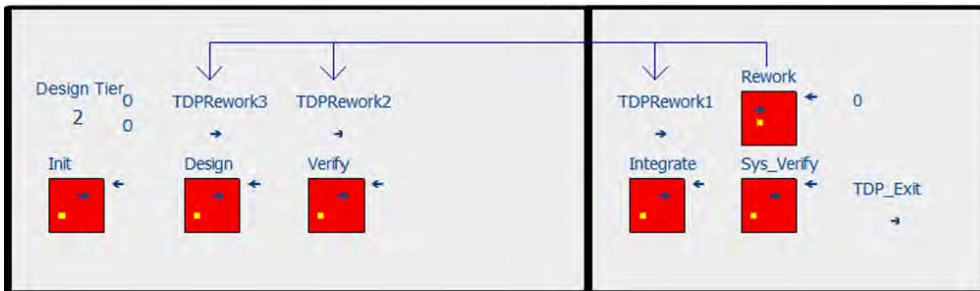 Design Tier
0
2
0
TDPRework3
TDPRework2
Init
Design
Verify
Rework
0
TDPRework1
Integrate
Sys_Verify
TDP_Exit